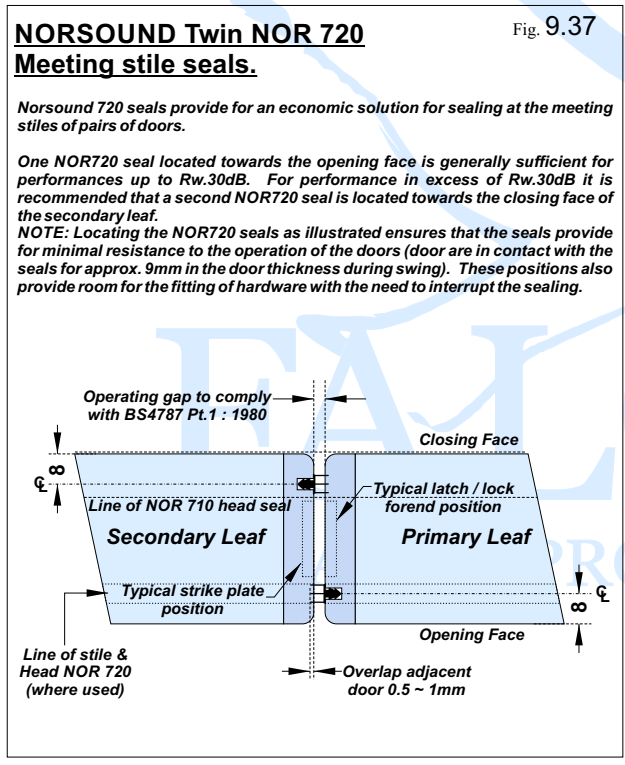 NORSOUND Twin NOR 720
Fig. 9.37
Meeting stile seals.
Norsound 720 seals provide for an economic solution for sealing at the meeting
stiles of pairs of doors.
One NOR720 seal located towards the opening face is generally sufficient for
performances up to Rw.30dB. For performance in excess of Rw.30dB it is
recommended that a second NOR720 seal is located towards the closing face of
the secondary leaf.
NOTE: Locating the NOR720 seals as illustrated ensures that the seals provide
for minimal resistance to the operation of the doors (door are in contact with the
seals for approx. 9mm in the door thickness during swing). These positions also
provide room for the fitting of hardware with the need to interrupt the sealing.
Operating gap to comply
with BS4787 Pt.1 : 1980
Closing Face
8
℄
Typical latch / lock
forend position
Line of NOR 710 head seal
Secondary Leaf
Primary Leaf
Typical strike plate
position
8
℄
Opening Face
Line of stile &
Head NOR 720
(where used)
Overlap adjacent
door 0.5 ~ 1mm
FAL
PRO